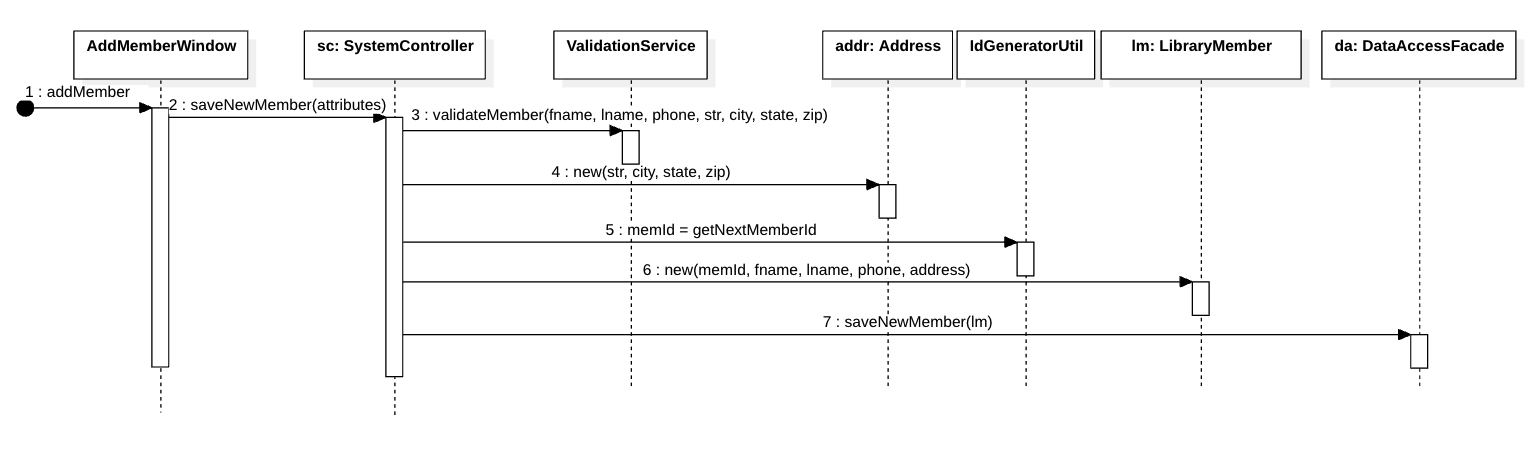 AddMemberWindow
sc: SystemController
ValidationService
addr: Address
IdGeneratorUtil
lm: LibraryMember
da: DataAccessFacade
1 : addMember
2 : saveNewMember(attributes)
3 : validateMember(fname, lname, phone, str, city, state, zip)
4 : new(str, city, state, zip)
5 : memId = getNextMemberId
6 : new(memId, fname, lname, phone, address)
7 : saveNewMember(lm)